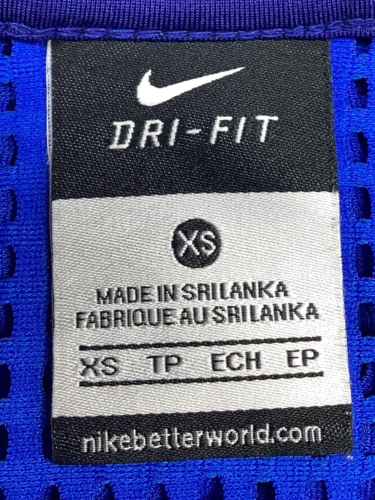 DRI-FIT
XS
MADE IN SRI LANKA
FABRIQUE AU SRI LANKA
XS TP ECH EP
nikebetterworld.com